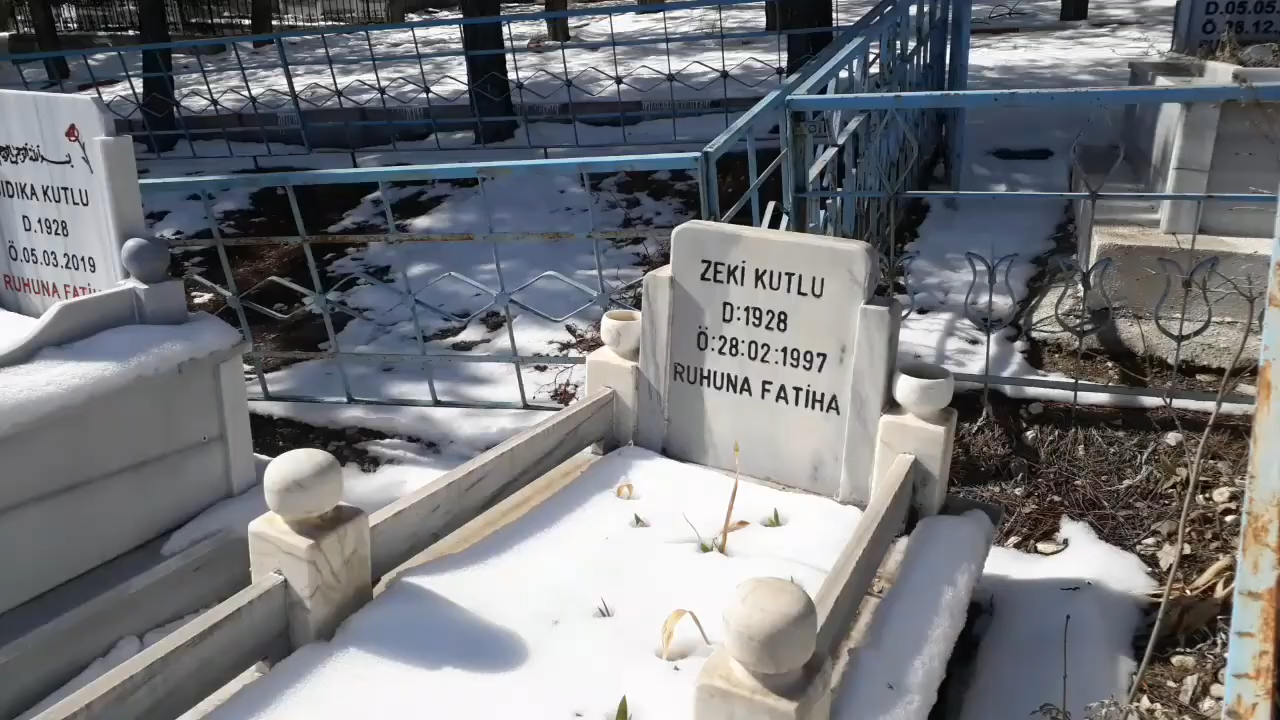 SIDIKA KUTLU
D.1928
Ö.05.03.2019
RUHUNA FATİH
ZEKİ KUTLU
D:1928
Ö:28:02:1997
RUHUNA FATİHA
D.05.05
Ö.28.12